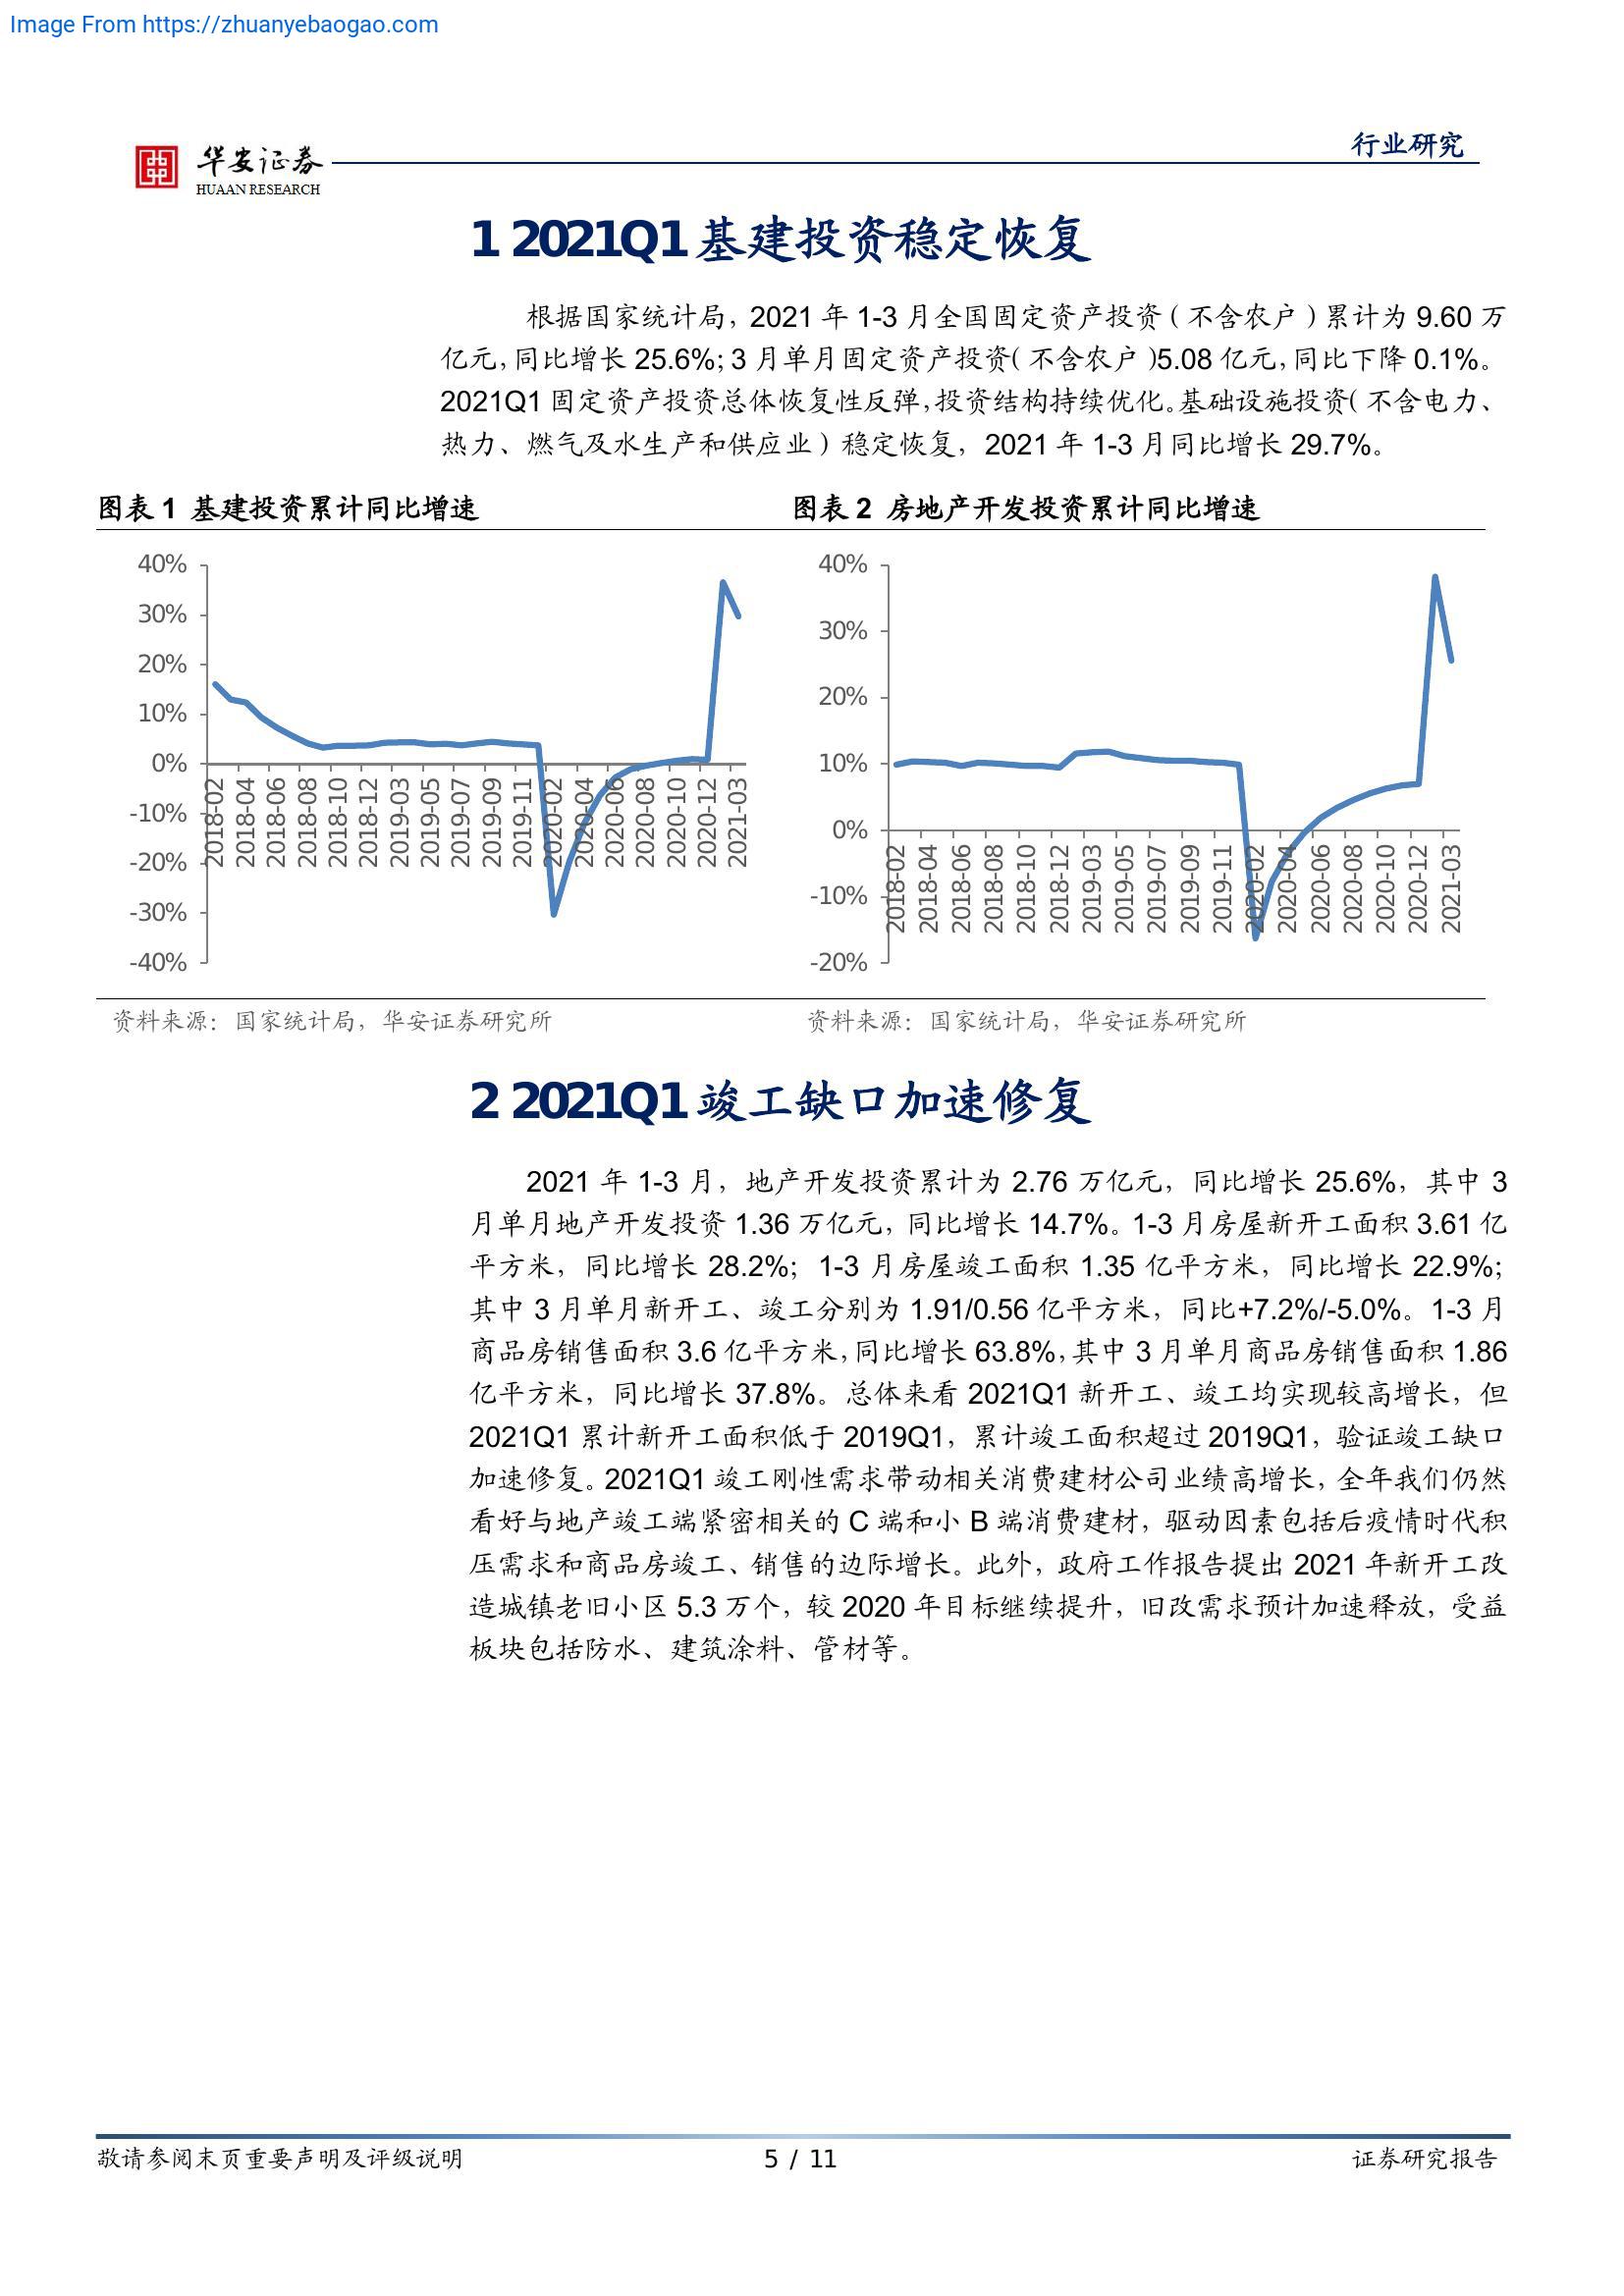 Image From https://zhuanyebaogao.com
华安证券
HUAAN RESEARCH
行业研究
1 2021Q1 基建投资稳定恢复
根据国家统计局，2021 年 1-3 月全国固定资产投资（不含农户）累计为 9.60 万
亿元，同比增长 25.6%；3 月单月固定资产投资（不含农户）5.08 亿元，同比下降 0.1%。
2021Q1 固定资产投资总体恢复性反弹，投资结构持续优化。基础设施投资（不含电力、
热力、燃气及水生产和供应业）稳定恢复，2021 年 1-3 月同比增长 29.7%。
图表 1 基建投资累计同比增速
40%
30%
20%
10%
0%
-10%
-20%
-30%
-40%
2018-02
2018-04
2018-06
2018-08
2018-10
2018-12
2019-03
2019-05
2019-07
2019-09
2019-11
2020-02
2020-04
2020-06
2020-08
2020-10
2020-12
2021-03
资料来源：国家统计局，华安证券研究所
图表 2 房地产开发投资累计同比增速
40%
30%
20%
10%
0%
-10%
-20%
2018-02
2018-04
2018-06
2018-08
2018-10
2018-12
2019-03
2019-05
2019-07
2019-09
2019-11
2020-02
2020-04
2020-06
2020-08
2020-10
2020-12
2021-03
资料来源：国家统计局，华安证券研究所
2 2021Q1 竣工缺口加速修复
2021 年 1-3 月，地产开发投资累计为 2.76 万亿元，同比增长 25.6%，其中 3
月单月地产开发投资 1.36 万亿元，同比增长 14.7%。1-3 月房屋新开工面积 3.61 亿
平方米，同比增长 28.2%；1-3 月房屋竣工面积 1.35 亿平方米，同比增长 22.9%；
其中 3 月单月新开工、竣工分别为 1.91/0.56 亿平方米，同比+7.2%/-5.0%。1-3 月
商品房销售面积 3.6 亿平方米，同比增长 63.8%，其中 3 月单月商品房销售面积 1.86
亿平方米，同比增长 37.8%。总体来看 2021Q1 新开工、竣工均实现较高增长，但
2021Q1 累计新开工面积低于 2019Q1，累计竣工面积超过 2019Q1，验证竣工缺口
加速修复。2021Q1 竣工刚性需求带动相关消费建材公司业绩高增长，全年我们仍然
看好与地产竣工端紧密相关的 C 端和小 B 端消费建材，驱动因素包括后疫情时代积
压需求和商品房竣工、销售的边际增长。此外，政府工作报告提出 2021 年新开工改
造城镇老旧小区 5.3 万个，较 2020 年目标继续提升，旧改需求预计加速释放，受益
板块包括防水、建筑涂料、管材等。
敬请参阅末页重要声明及评级说明
5 / 11
证券研究报告